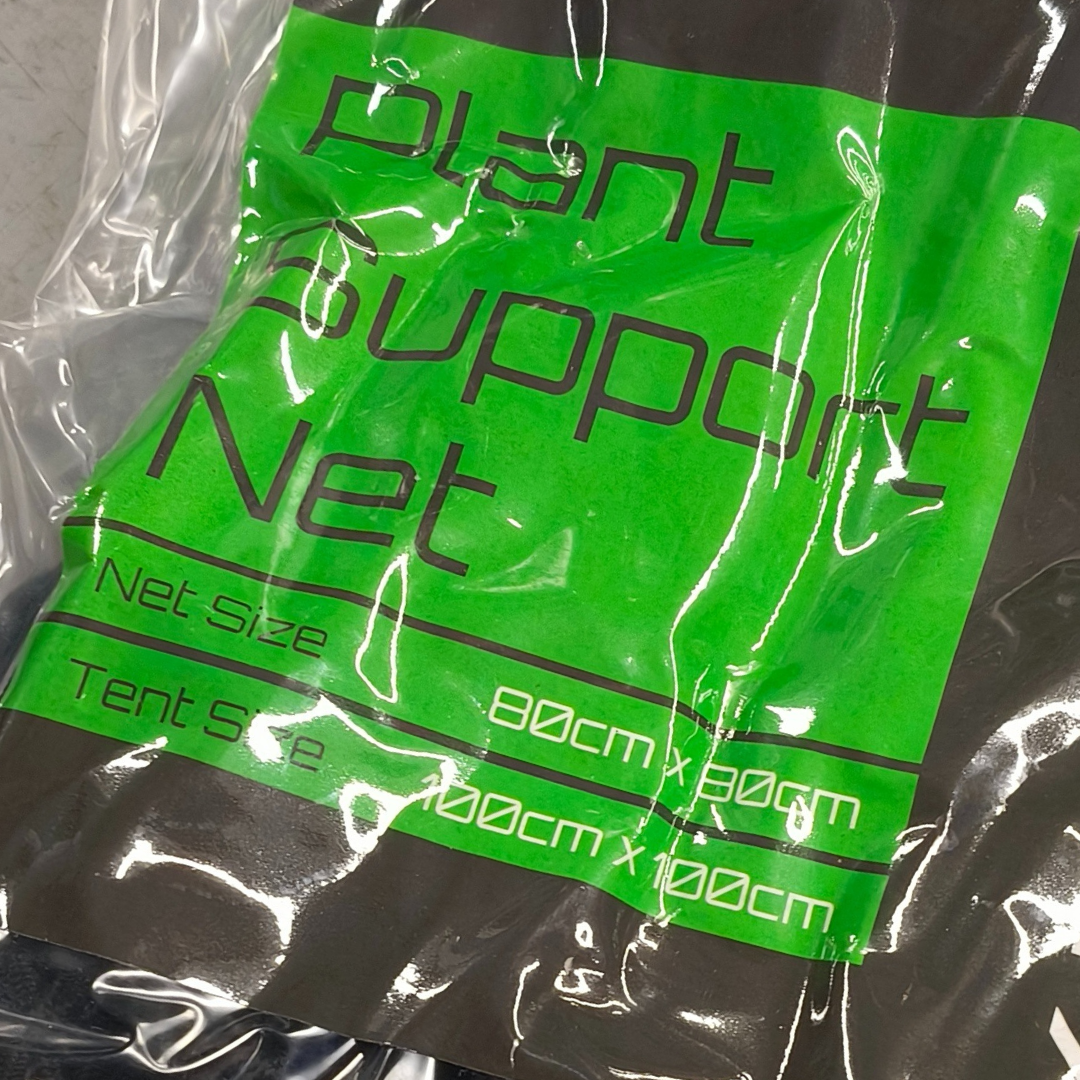 Plant
Support
Net
Net Size 80cm x 80cm
Tent Size 100cm x 100cm